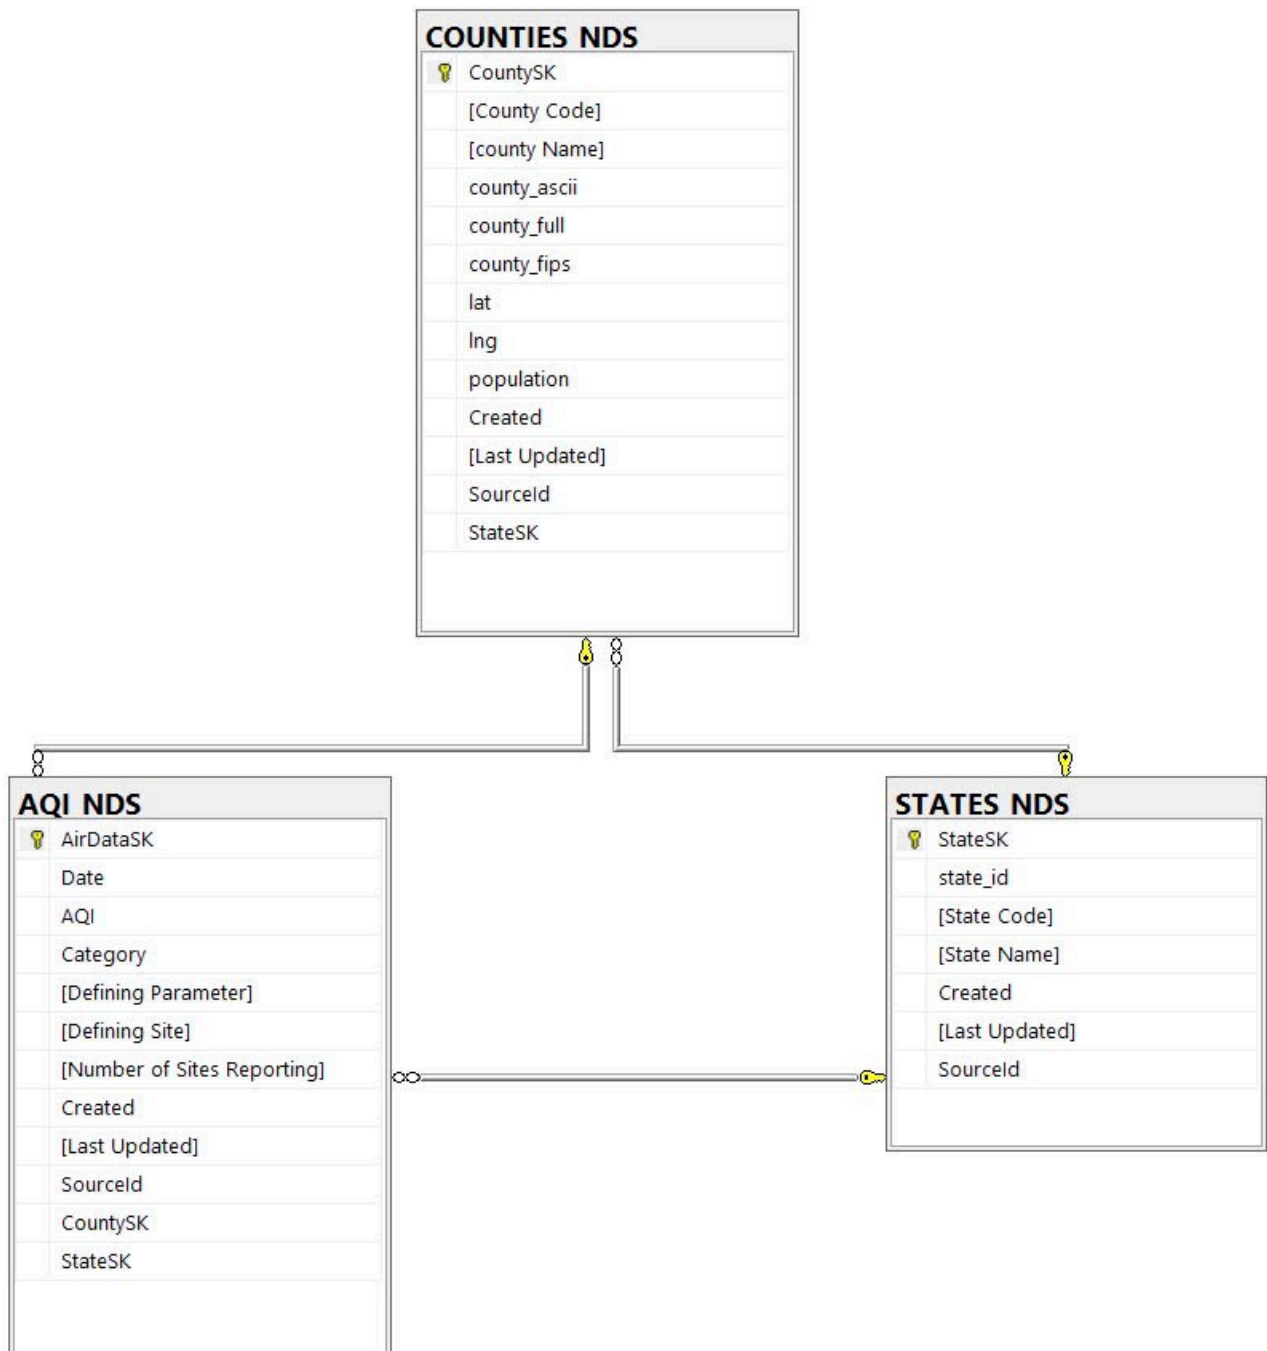 COUNTIES NDS
CountySK
[County Code]
[county Name]
county_ascii
county_full
county_fips
lat
lng
population
Created
[Last Updated]
SourceId
StateSK
AQI NDS
AirDataSK
Date
AQI
Category
[Defining Parameter]
[Defining Site]
[Number of Sites Reporting]
Created
[Last Updated]
SourceId
CountySK
StateSK
STATES NDS
StateSK
state_id
[State Code]
[State Name]
Created
[Last Updated]
SourceId